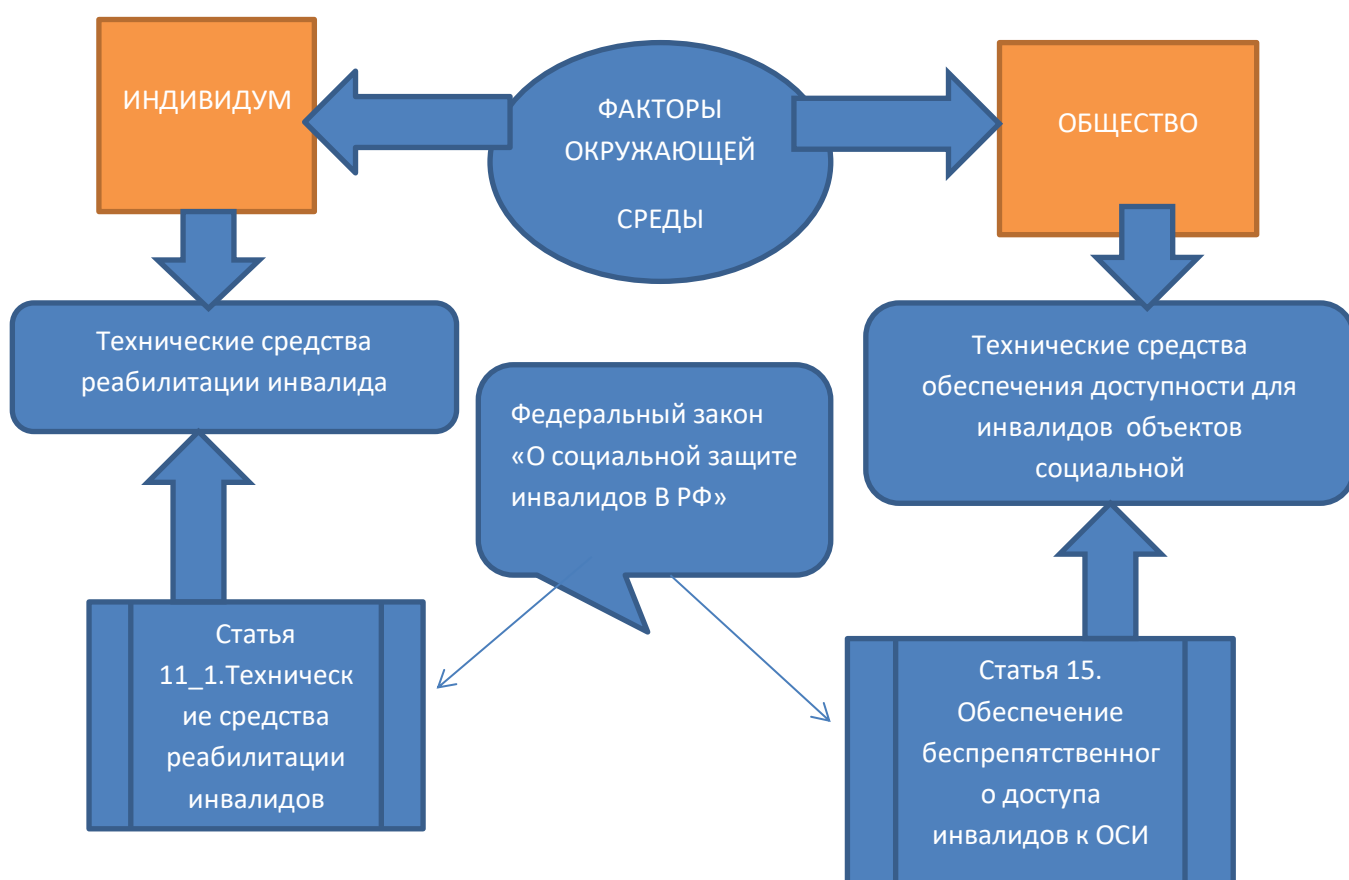 ИНДИВИДУМ
ФАКТОРЫ
ОКРУЖАЮЩЕЙ
СРЕДЫ
ОБЩЕСТВО
Технические средства
реабилитации инвалида
Технические средства
обеспечения доступности для
инвалидов объектов
социальной
Федеральный закон
«О социальной защите
инвалидов В РФ»
Статья
11_1.Техническ
ие средства
реабилитации
инвалидов
Статья 15.
Обеспечение
беспрепятственног
о доступа
инвалидов к ОСИ